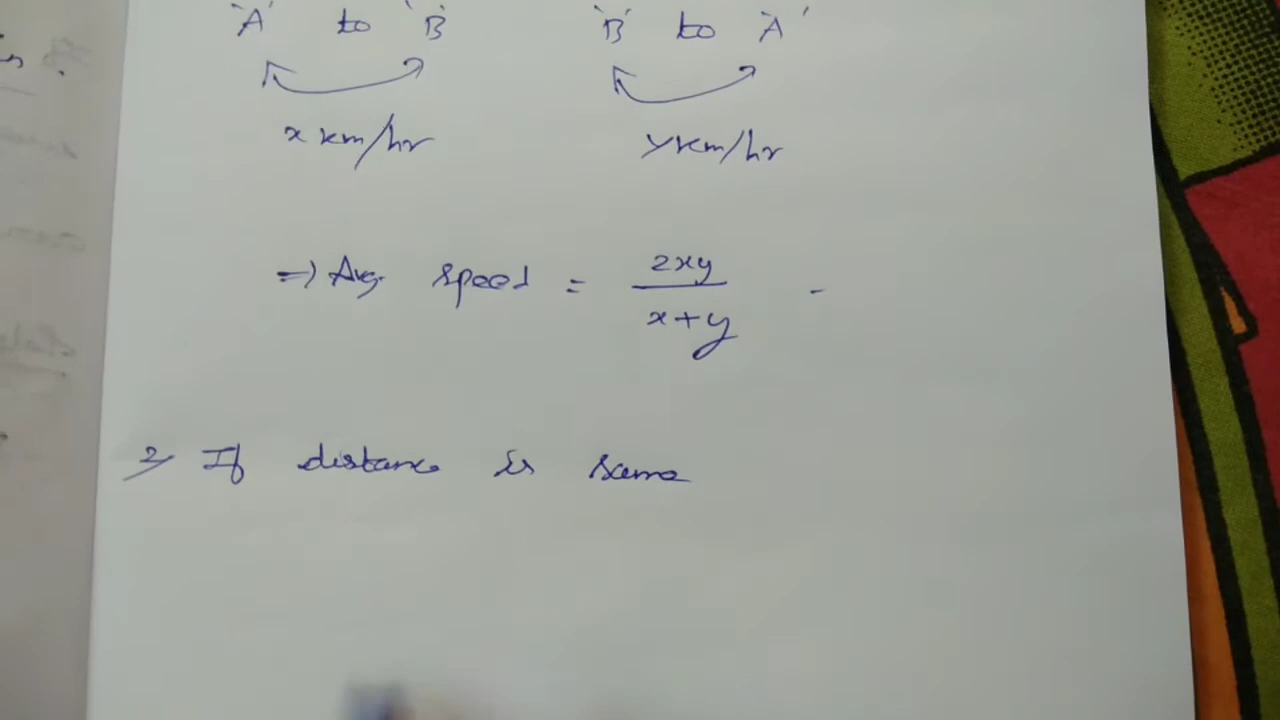 'A' to 'B' 'B' to 'A'
x km/hr y km/hr
=) Avg. speed = 2xy / x+y -
2, If distance is same